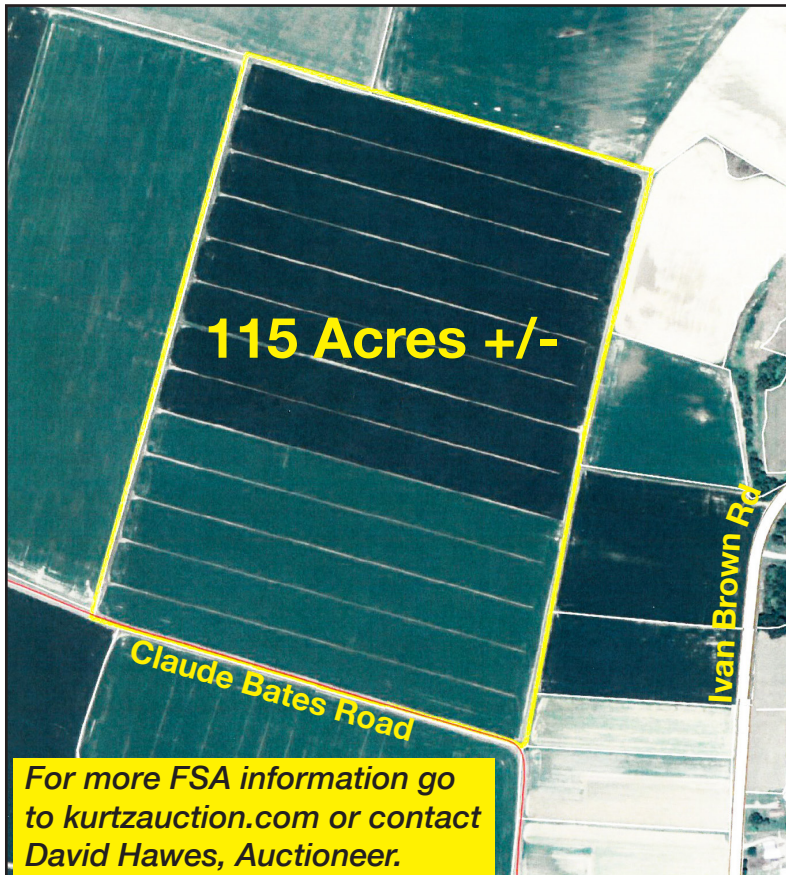 115 Acres +/-
Ivan Brown Rd
Claude Bates Road
For more FSA information go
to kurtzauction.com or contact
David Hawes, Auctioneer.